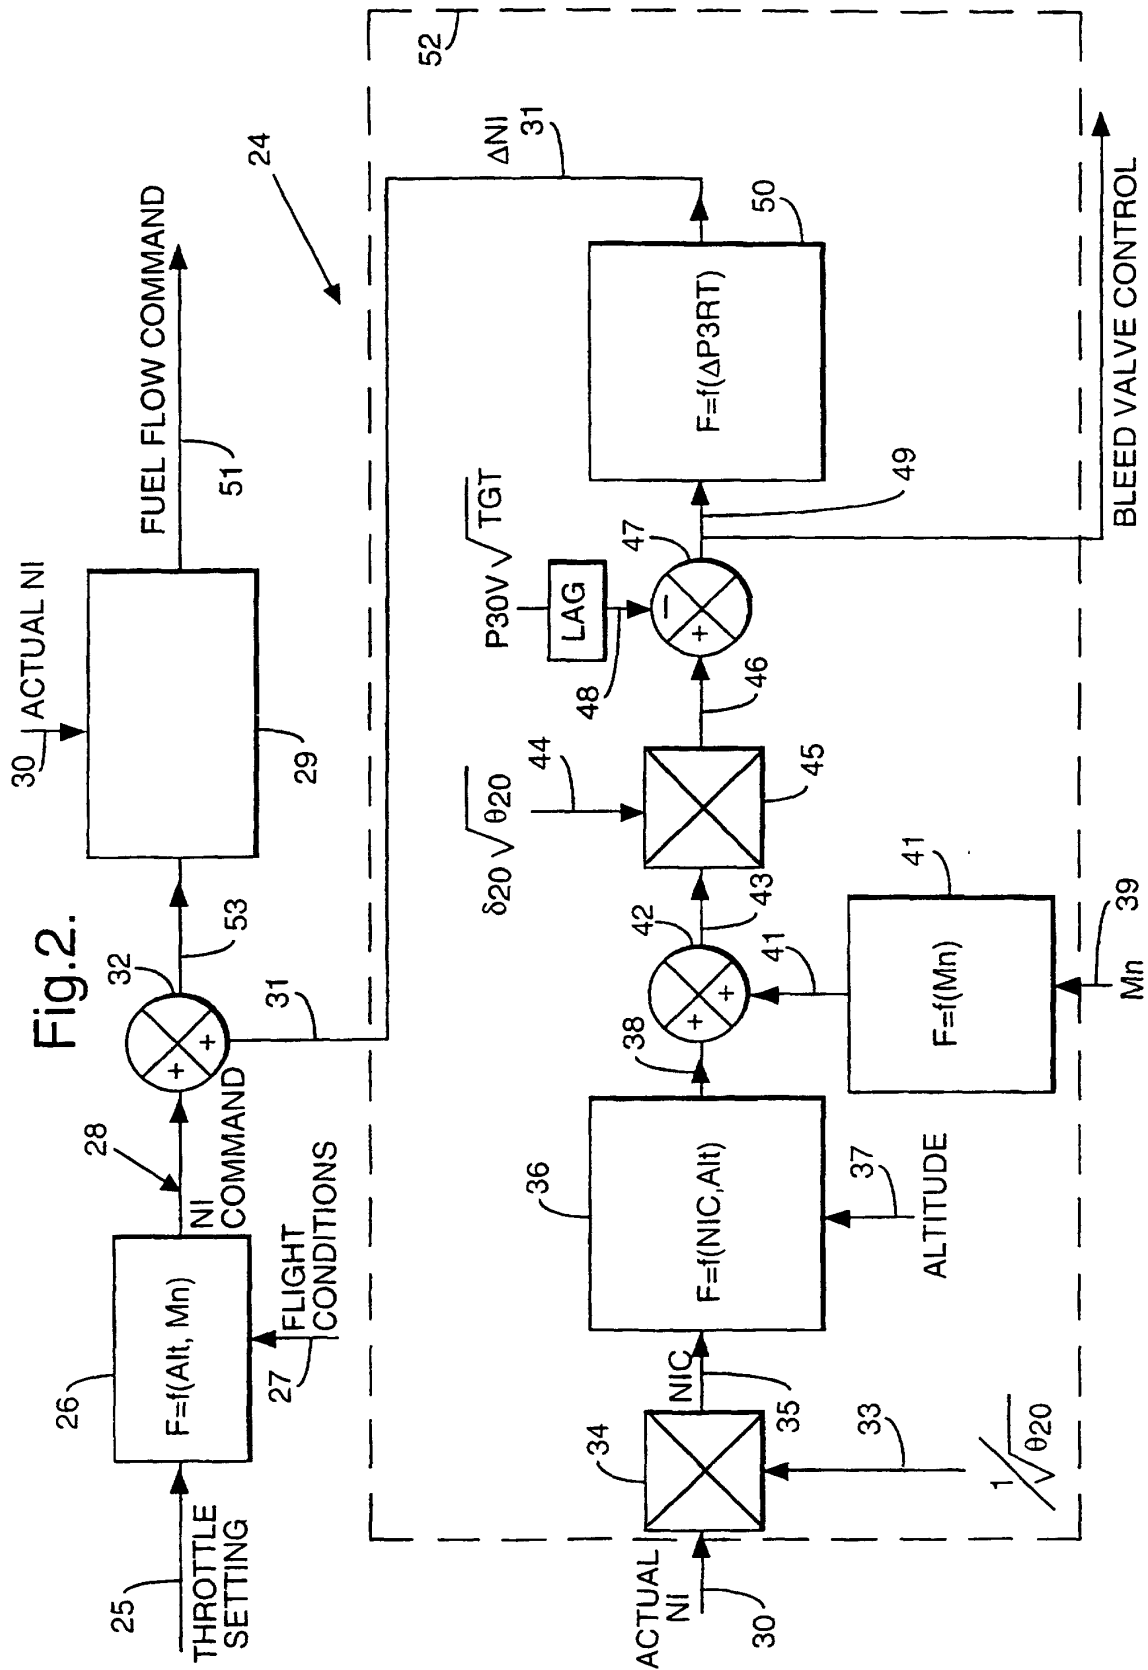 Fig.2.
24
25
THROTTLE
SETTING
26
F=f(Alt, Mn)
27
FLIGHT
CONDITIONS
28
NI
COMMAND
32
+
+
31
53
30
ACTUAL NI
29
51
FUEL FLOW COMMAND
52
ΔNI
31
ACTUAL
NI
30
34
33
1/√θ20
NIC
35
36
F=f(NIC,Alt)
37
ALTITUDE
38
42
+
+
41
41
F=f(Mn)
39
Mn
43
δ20√θ20
44
45
46
P30V√TGT
LAG
48
47
+
−
49
50
F=f(ΔP3RT)
BLEED VALVE CONTROL